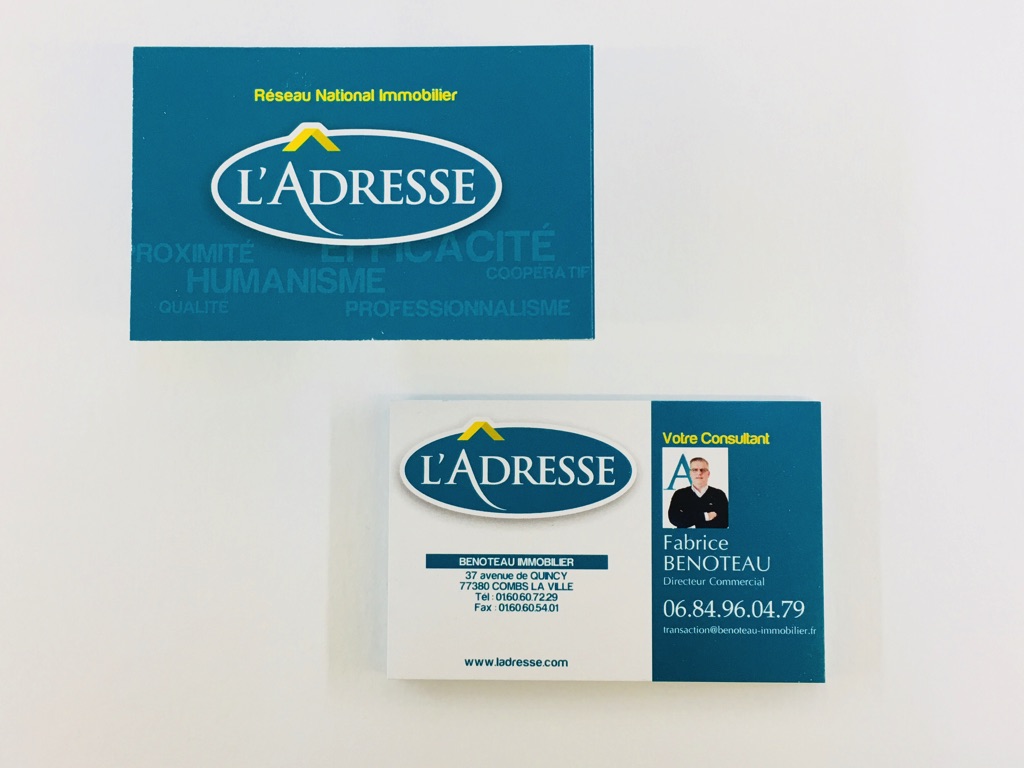 Réseau National Immobilier
L'ÂDRESSE
PROXIMITÉ EFFICACITÉ
HUMANISME COOPÉRATIF
QUALITÉ PROFESSIONNALISME
L'ÂDRESSE
BENOTEAU IMMOBILIER
37 avenue de QUINCY
77380 COMBS LA VILLE
Tél : 01.60.60.72.29
Fax : 01.60.60.54.01
www.ladresse.com
Votre Consultant
A
Fabrice
BENOTEAU
Directeur Commercial
06.84.96.04.79
transaction@benoteau-immobilier.fr